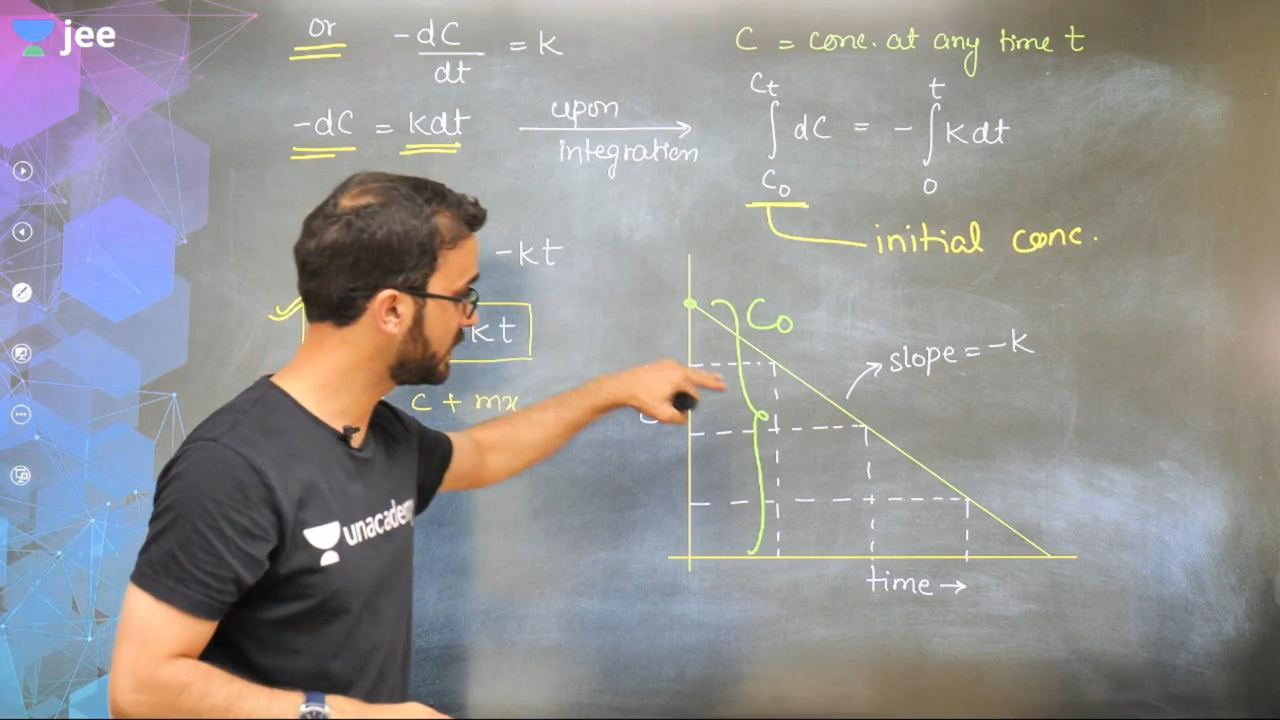 jee
or -dC/dt = K
C = conc. at any time t
-dC = Kdt upon integration ∫ dC = - ∫ Kdt
Ct t
C0 0
initial conc.
-kt
kt
C + mx
C0
slope = -K
time →
unacademy